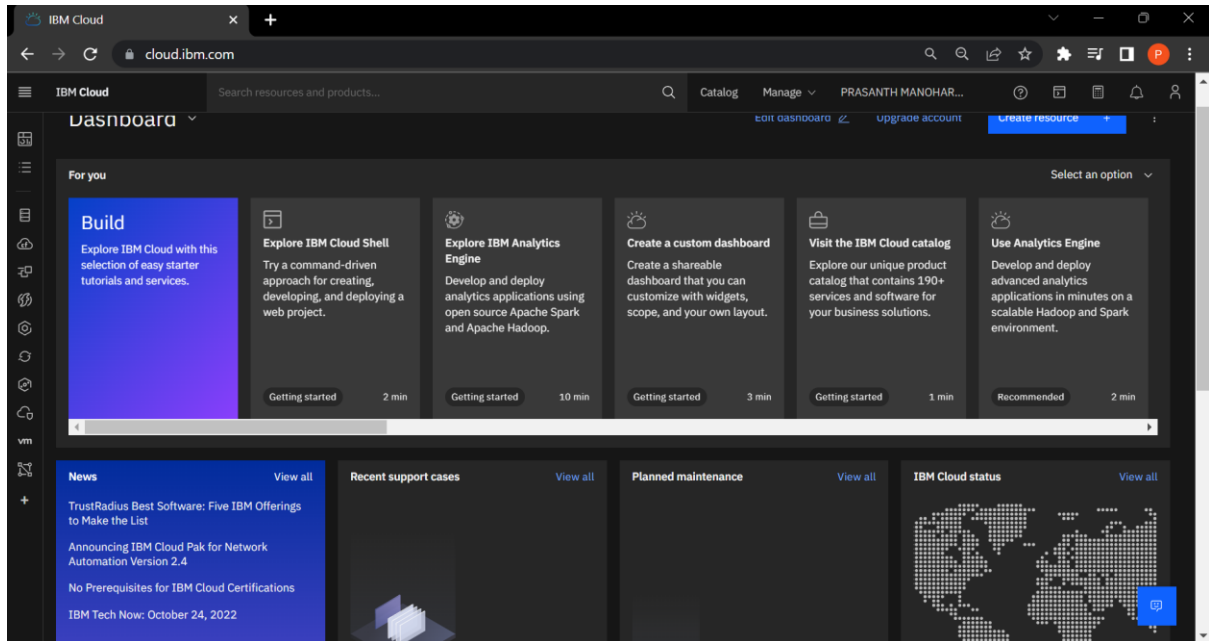 IBM Cloud
cloud.ibm.com
P
IBM Cloud
Search resources and products...
Catalog
Manage
PRASANTH MANOHAR...
Dashboard
Edit dashboard
Upgrade account
Create resource +
For you
Select an option
Build
Explore IBM Cloud with this
selection of easy starter
tutorials and services.
Explore IBM Cloud Shell
Try a command-driven
approach for creating,
developing, and deploying a
web project.
Getting started
2 min
Explore IBM Analytics
Engine
Develop and deploy
analytics applications using
open source Apache Spark
and Apache Hadoop.
Getting started
10 min
Create a custom dashboard
Create a shareable
dashboard that you can
customize with widgets,
scope, and your own layout.
Getting started
3 min
Visit the IBM Cloud catalog
Explore our unique product
catalog that contains 190+
services and software for
your business solutions.
Getting started
1 min
Use Analytics Engine
Develop and deploy
advanced analytics
applications in minutes on a
scalable Hadoop and Spark
environment.
Recommended
2 min
vm
News
View all
TrustRadius Best Software: Five IBM Offerings
to Make the List
Announcing IBM Cloud Pak for Network
Automation Version 2.4
No Prerequisites for IBM Cloud Certifications
IBM Tech Now: October 24, 2022
Recent support cases
View all
Planned maintenance
View all
IBM Cloud status
View all